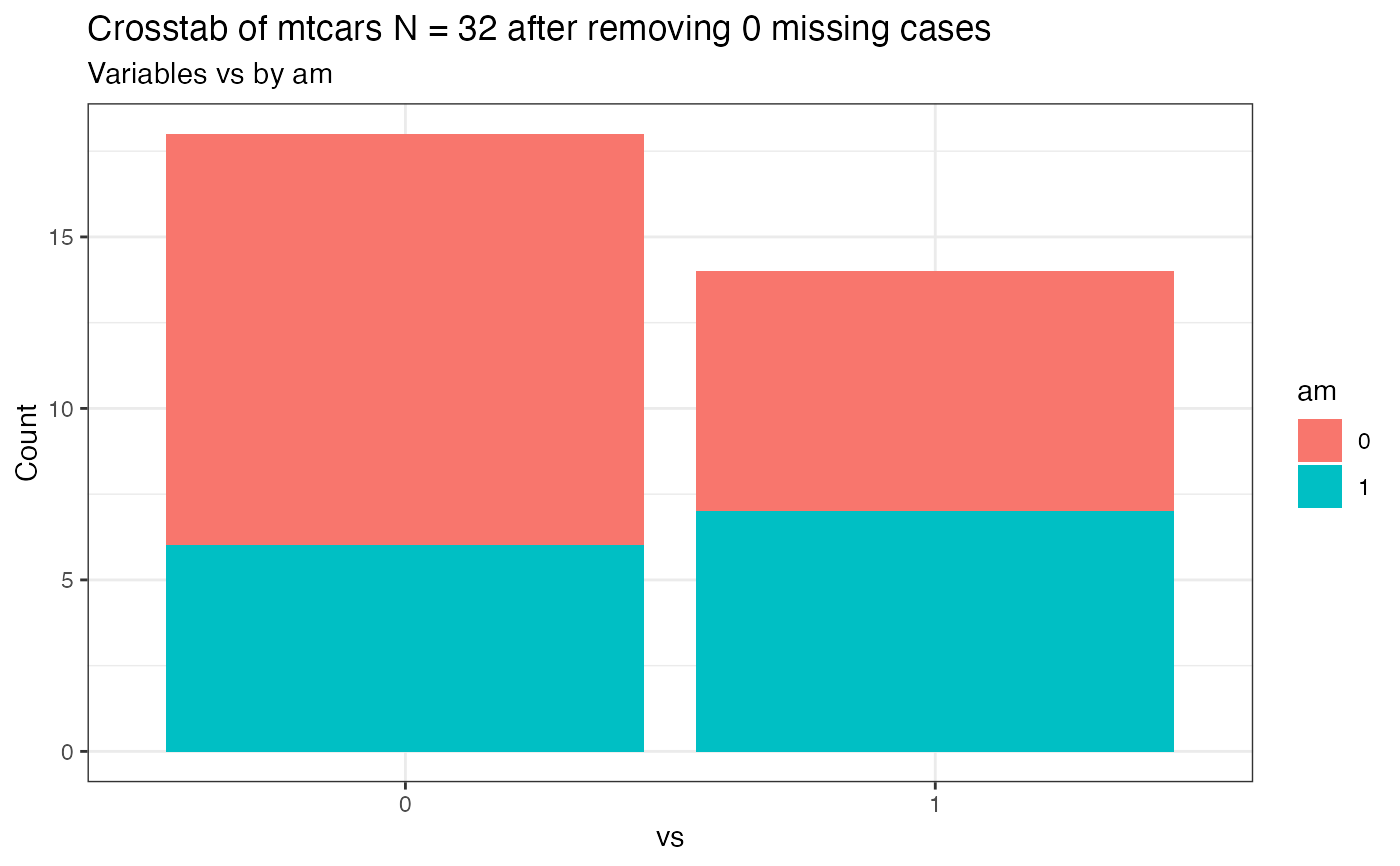 Crosstab of mtcars N = 32 after removing 0 missing cases
Variables vs by am
Count
15
10
5
0
0
1
vs
am
0
1